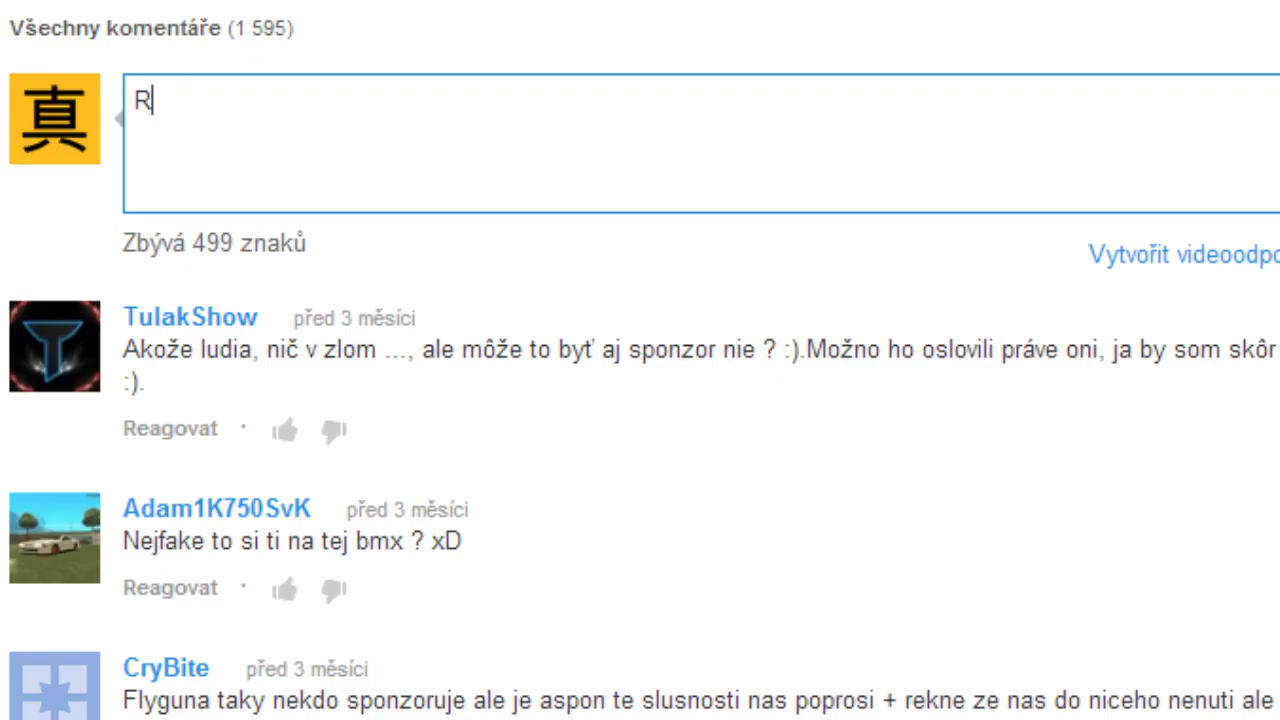 Všechny komentáře (1 595)
真
R
Zbývá 499 znaků
Vytvořit videoodpo
TulakShow před 3 měsíci
Akože ludia, nič v zlom ..., ale môže to byť aj sponzor nie ? :).Možno ho oslovili práve oni, ja by som skôr
:).
Reagovat ·
Adam1K750SvK před 3 měsíci
Nejfake to si ti na tej bmx ? xD
Reagovat ·
CryBite před 3 měsíci
Flyguna taky nekdo sponzoruje ale je aspon te slusnosti nas poprosi + rekne ze nas do niceho nenuti ale